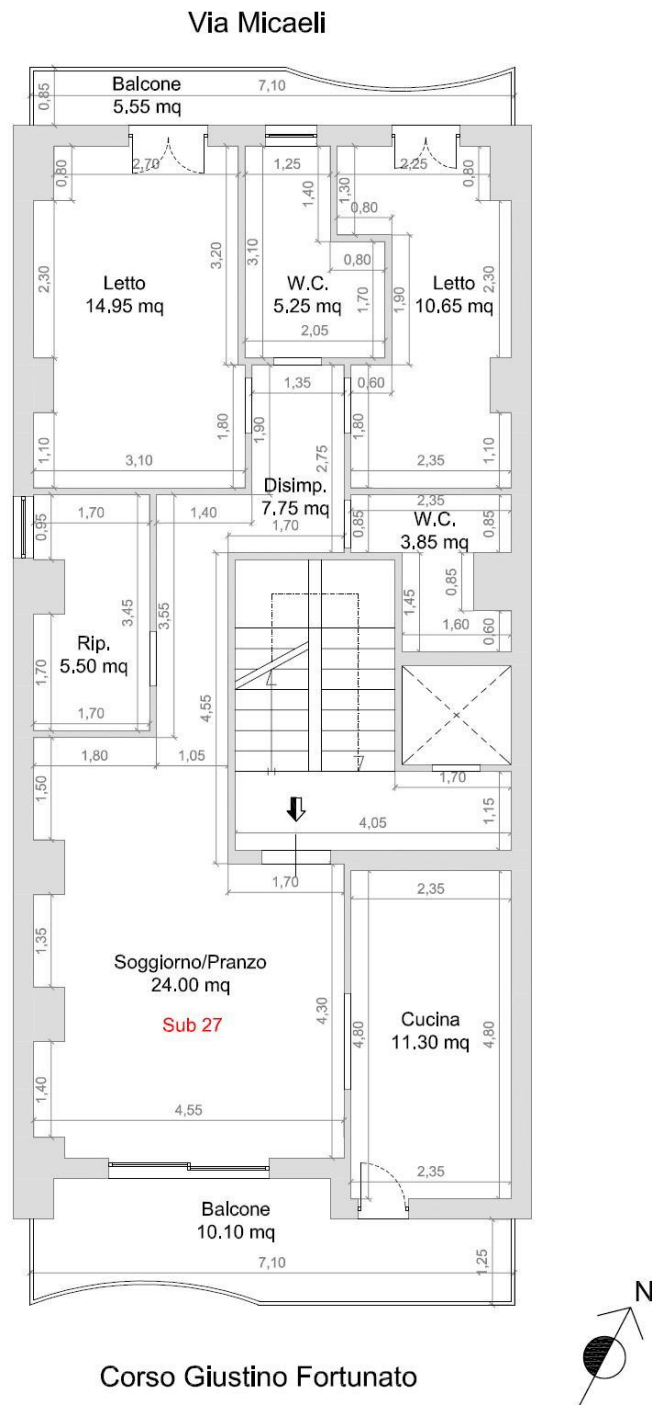 Via Micaeli
Balcone
5.55 mq
7,10
0,85
2,70
1,25
2,25
0,80
0,80
1,40
1,30
0,80
3,20
3,10
0,80
2,30
Letto
14.95 mq
W.C.
5.25 mq
Letto
10.65 mq
2,30
1,70
1,90
2,05
1,35
0,60
1,10
3,10
1,80
1,90
2,75
1,80
2,35
1,10
Disimp.
7.75 mq
0,95
1,70
1,40
1,70
0,85
2,35
W.C.
3.85 mq
0,85
3,45
3,55
1,45
0,85
1,60
0,60
Rip.
5.50 mq
1,70
1,70
4,55
1,80
1,05
1,50
1,70
4,05
1,15
1,70
2,35
1,35
Soggiorno/Pranzo
24.00 mq
Sub 27
4,30
4,80
Cucina
11.30 mq
4,80
1,40
4,55
2,35
Balcone
10.10 mq
7,10
1,25
N
Corso Giustino Fortunato